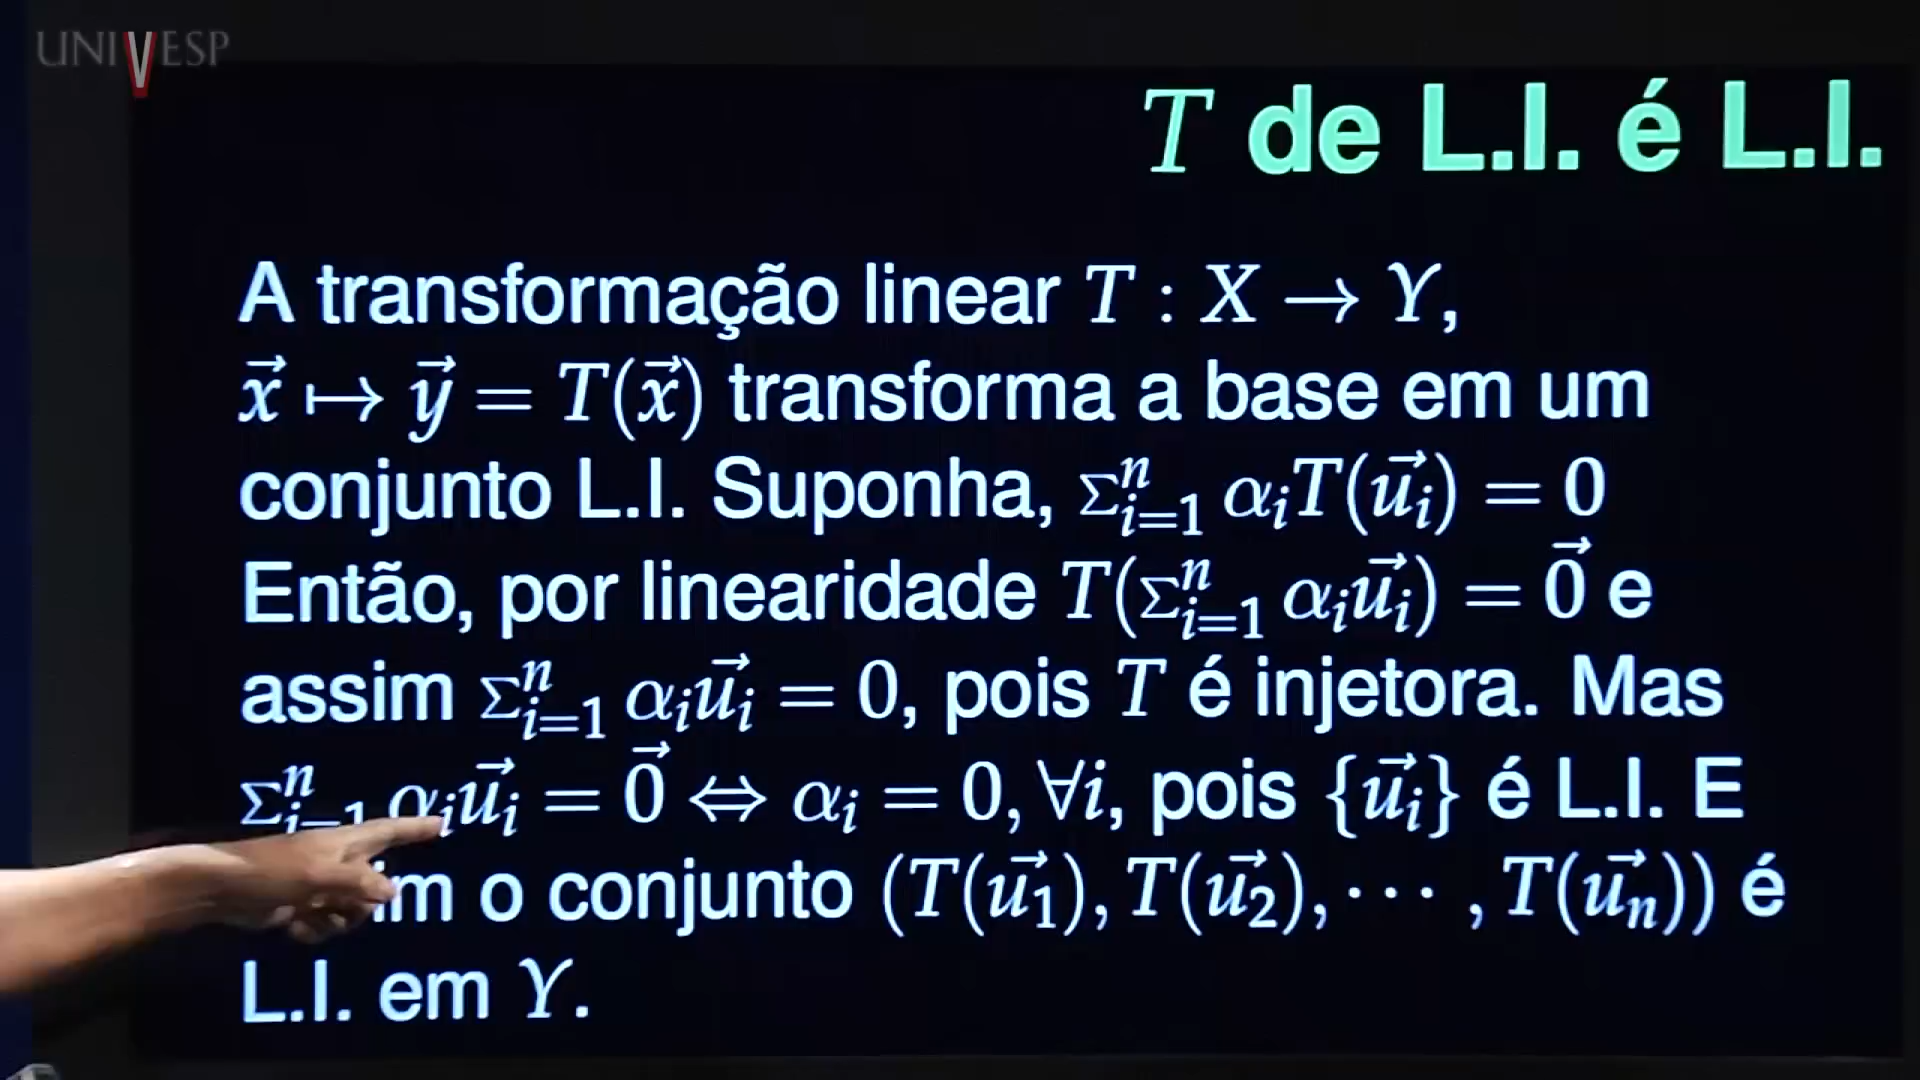 UNIVESP
T de L.I. é L.I.
A transformação linear T : X → Y,
x⃗ ↦ y⃗ = T(x⃗) transforma a base em um
conjunto L.I. Suponha, Σⁿᵢ₌₁ αᵢT(u⃗ᵢ) = 0
Então, por linearidade T(Σⁿᵢ₌₁ αᵢu⃗ᵢ) = 0⃗ e
assim Σⁿᵢ₌₁ αᵢu⃗ᵢ = 0, pois T é injetora. Mas
Σⁿᵢ₌₁ αᵢu⃗ᵢ = 0⃗ ⇔ αᵢ = 0, ∀i, pois {u⃗ᵢ} é L.I. E
o conjunto (T(u⃗₁), T(u⃗₂), ⋯ , T(u⃗ₙ)) é
L.I. em Y.